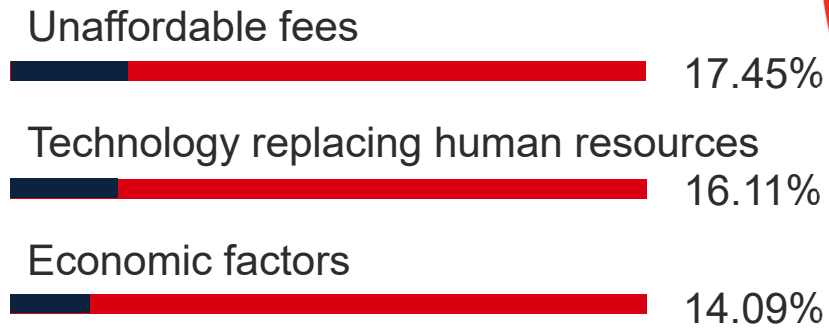 Unaffordable fees
17.45%
Technology replacing human resources
16.11%
Economic factors
14.09%